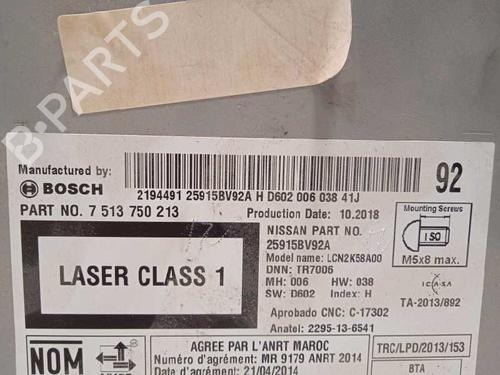 Manufactured by:
BOSCH
2194491 25915BV92A H D602 006 038 41J
92
PART NO. 7 513 750 213
Production Date: 10.2018
Mounting Screws
ISO
M5x8 max.
NISSAN PART NO.
25915BV92A
Model name: LCN2K58A00
DNN: TR7006
MH: 006 HW: 038
SW: D602 Index: H
ICASA
TA-2013/892
LASER CLASS 1
Aprobado CNC: C-17302
Anatel: 2295-13-6541
NOM
AGREE PAR L'ANRT MAROC
Numéro d'agrément: MR 9179 ANRT 2014
Date d'agrément: 21/04/2014
TRC/LPD/2013/153
BTA
B-PARTS